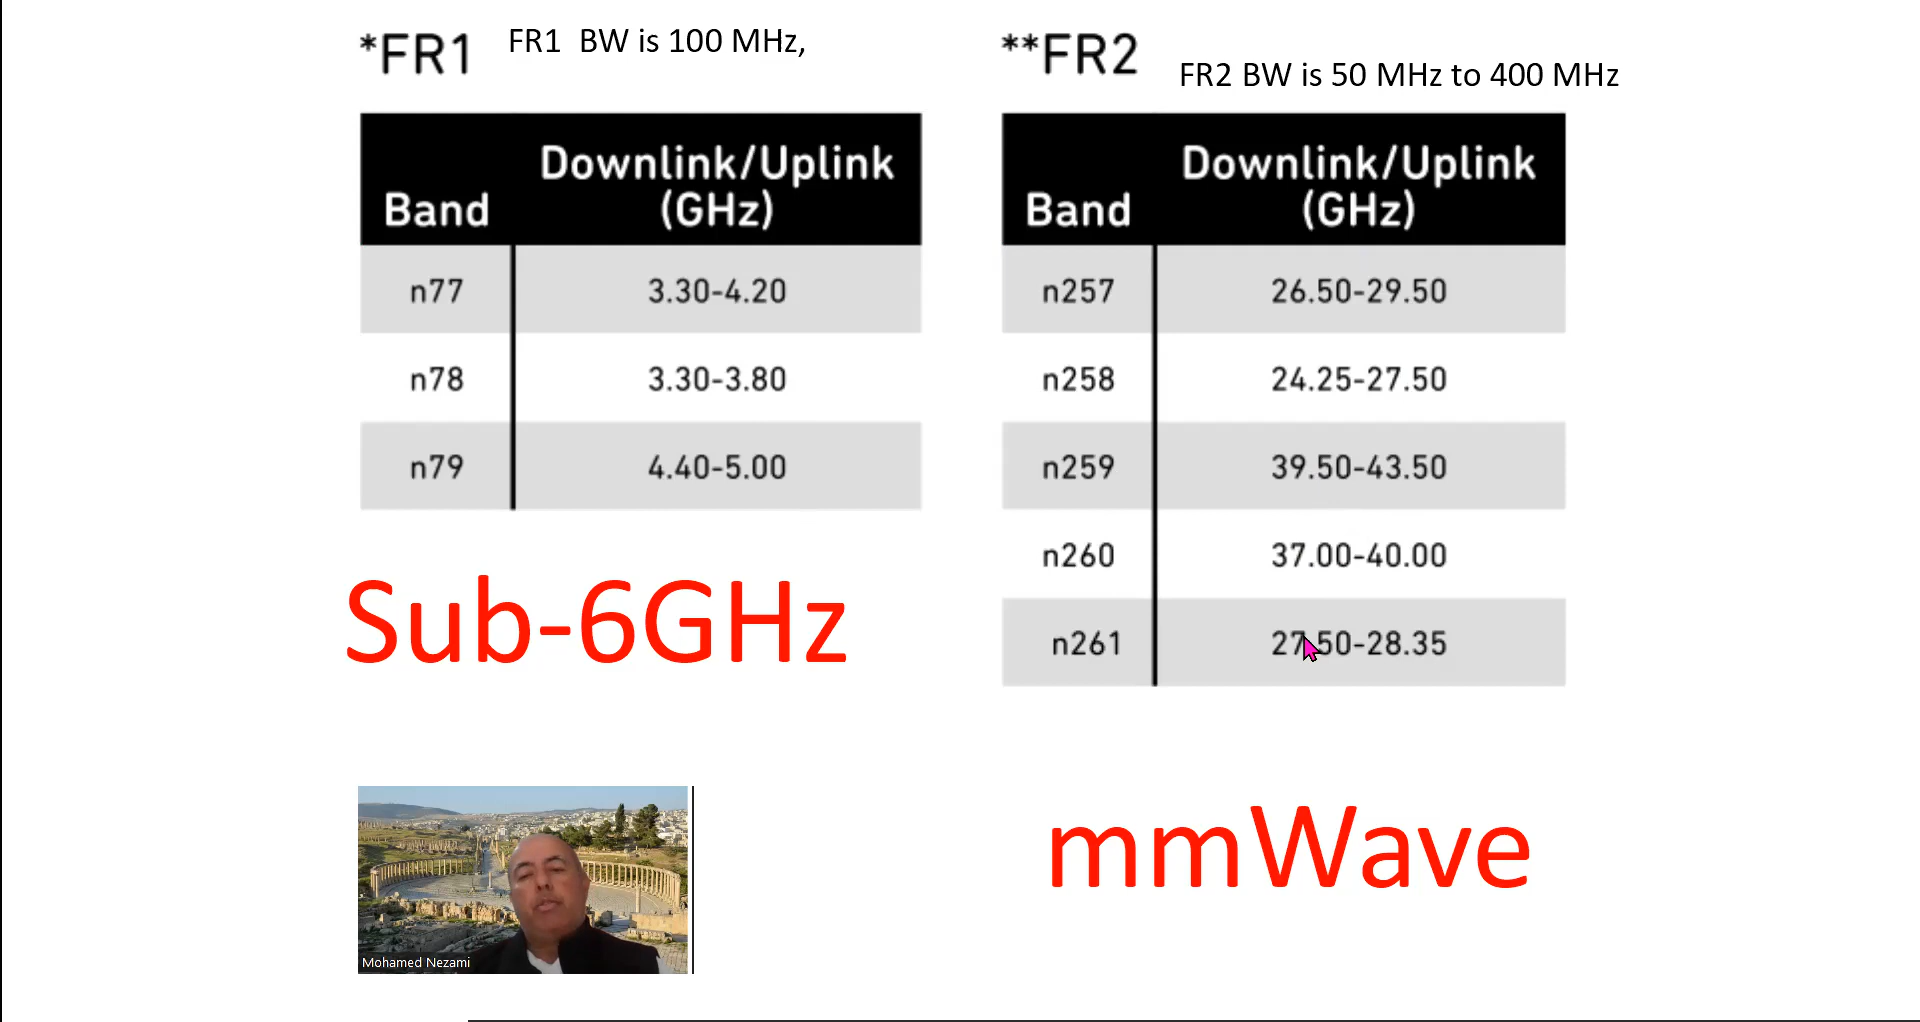 *FR1
FR1  BW is 100 MHz,
Band Downlink/Uplink (GHz)
n77 3.30-4.20
n78 3.30-3.80
n79 4.40-5.00
Sub-6GHz
**FR2
FR2 BW is 50 MHz to 400 MHz
Band Downlink/Uplink (GHz)
n257 26.50-29.50
n258 24.25-27.50
n259 39.50-43.50
n260 37.00-40.00
n261 27.50-28.35
mmWave
Mohamed Nezami